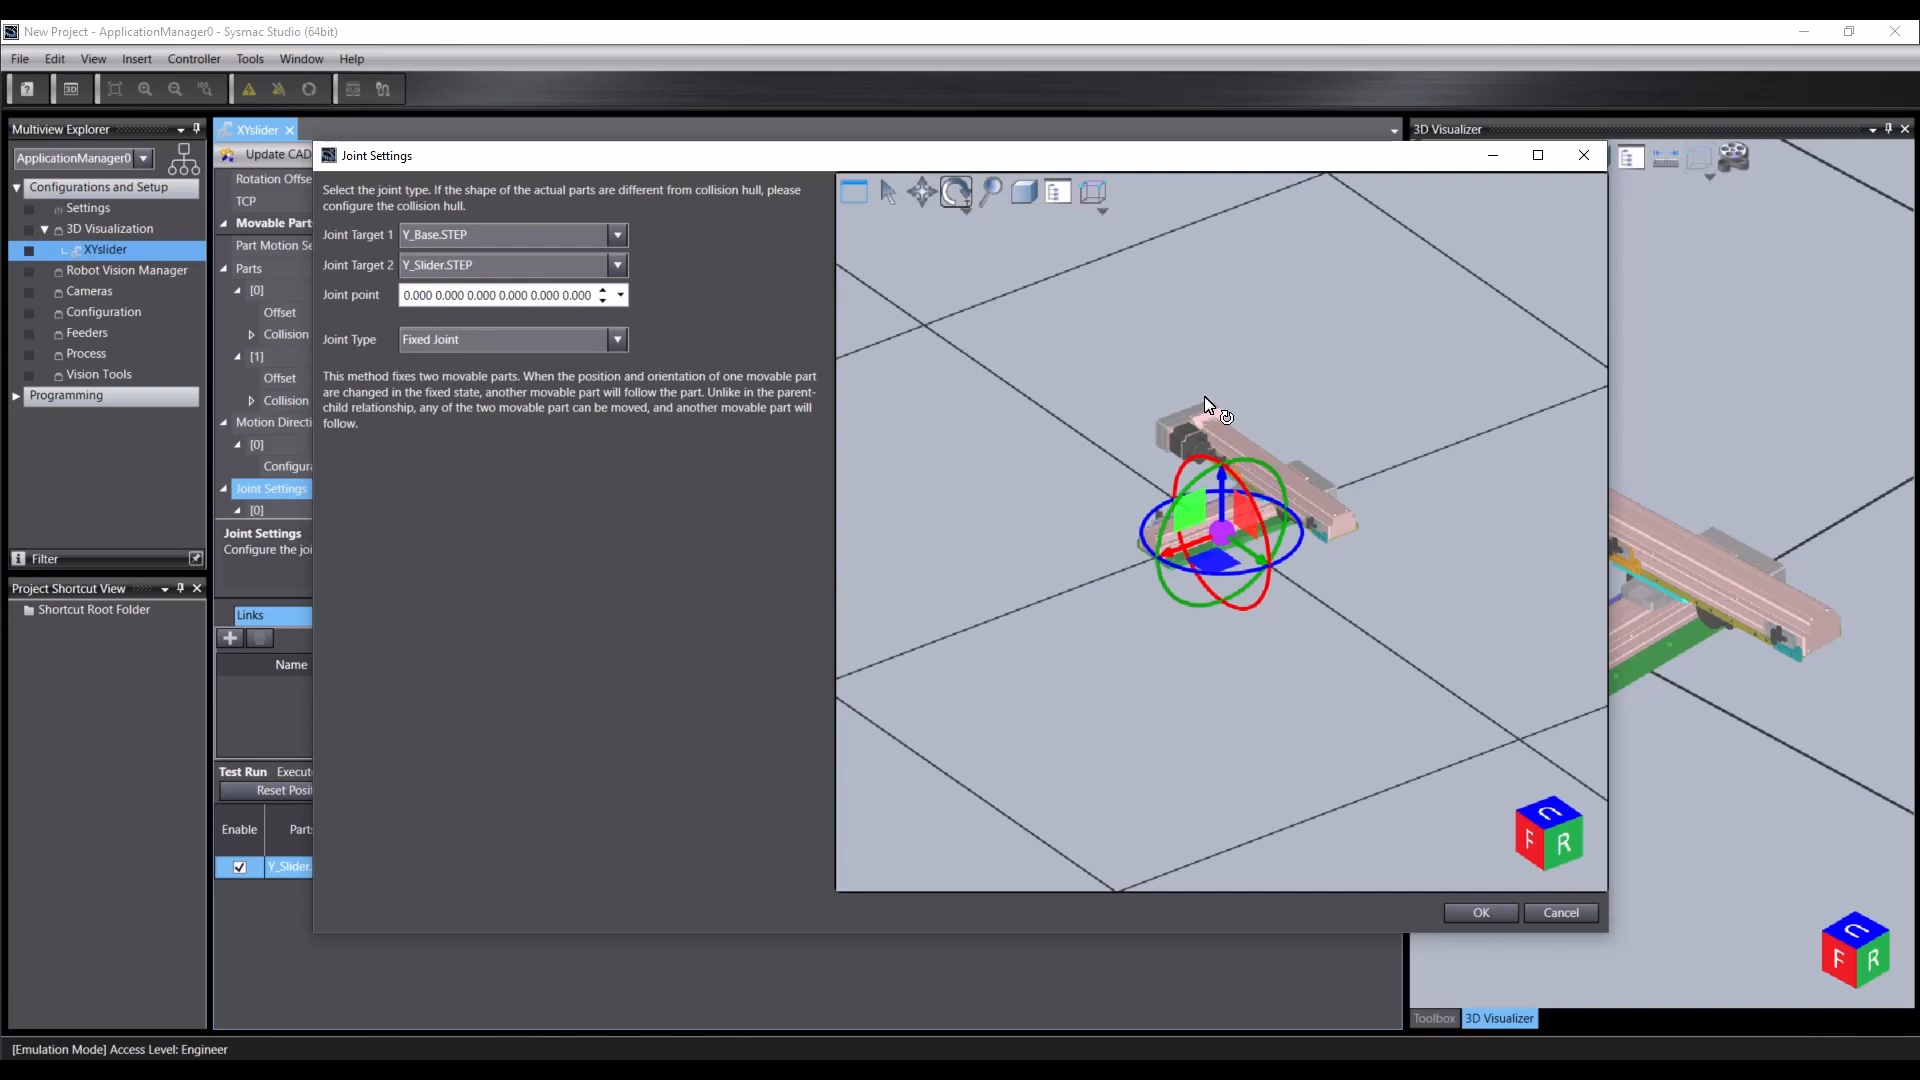 New Project - ApplicationManager0 - Sysmac Studio (64bit)
File Edit View Insert Controller Tools Window Help
3D
Multiview Explorer
ApplicationManager0
Configurations and Setup
Settings
3D Visualization
XYslider
Robot Vision Manager
Cameras
Configuration
Feeders
Process
Vision Tools
Programming
Filter
Project Shortcut View
Shortcut Root Folder
XYslider
Update CAD
Rotation Offse
TCP
Movable Part
Part Motion Se
Parts
[0]
Offset
Collision
[1]
Offset
Collision
Motion Directi
[0]
Configura
Joint Settings
[0]
Joint Settings
Configure the joi
Links
Name
Test Run Execut
Reset Posit
Enable Parts
Y_Slider.
Joint Settings
Select the joint type. If the shape of the actual parts are different from collision hull, please
configure the collision hull.
Joint Target 1 Y_Base.STEP
Joint Target 2 Y_Slider.STEP
Joint point 0.000 0.000 0.000 0.000 0.000 0.000
Joint Type Fixed Joint
This method fixes two movable parts. When the position and orientation of one movable part
are changed in the fixed state, another movable part will follow the part. Unlike in the parent-
child relationship, any of the two movable part can be moved, and another movable part will
follow.
U
F R
OK Cancel
3D Visualizer
U
F R
Toolbox 3D Visualizer
[Emulation Mode] Access Level: Engineer